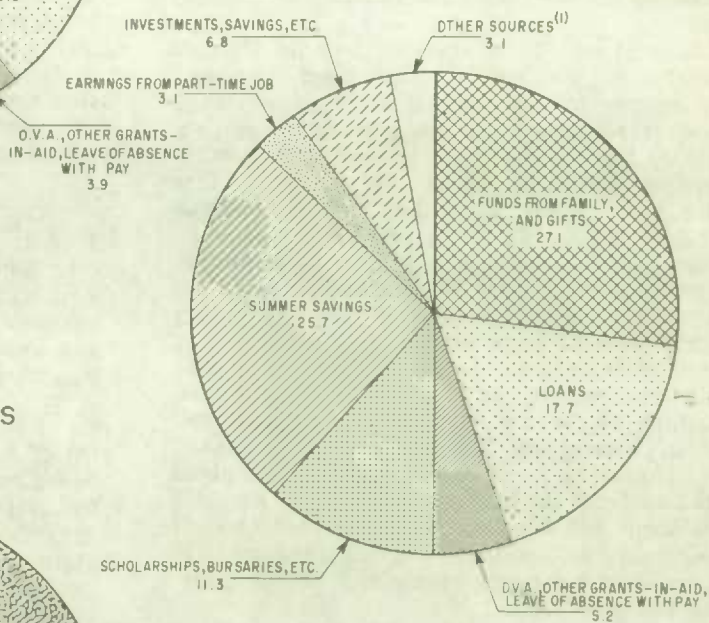 INVESTMENTS, SAVINGS, ETC
6.8
OTHER SOURCES(1)
3.1
EARNINGS FROM PART-TIME JOB
3.1
O.V.A., OTHER GRANTS-
IN-AID, LEAVE OF ABSENCE
WITH PAY
3.9
FUNDS FROM FAMILY,
AND GIFTS
27.1
SUMMER SAVINGS
25.7
LOANS
17.7
S
SCHOLARSHIPS, BURSARIES, ETC.
11.3
D.V.A., OTHER GRANTS-IN-AID,
LEAVE OF ABSENCE WITH PAY
5.2